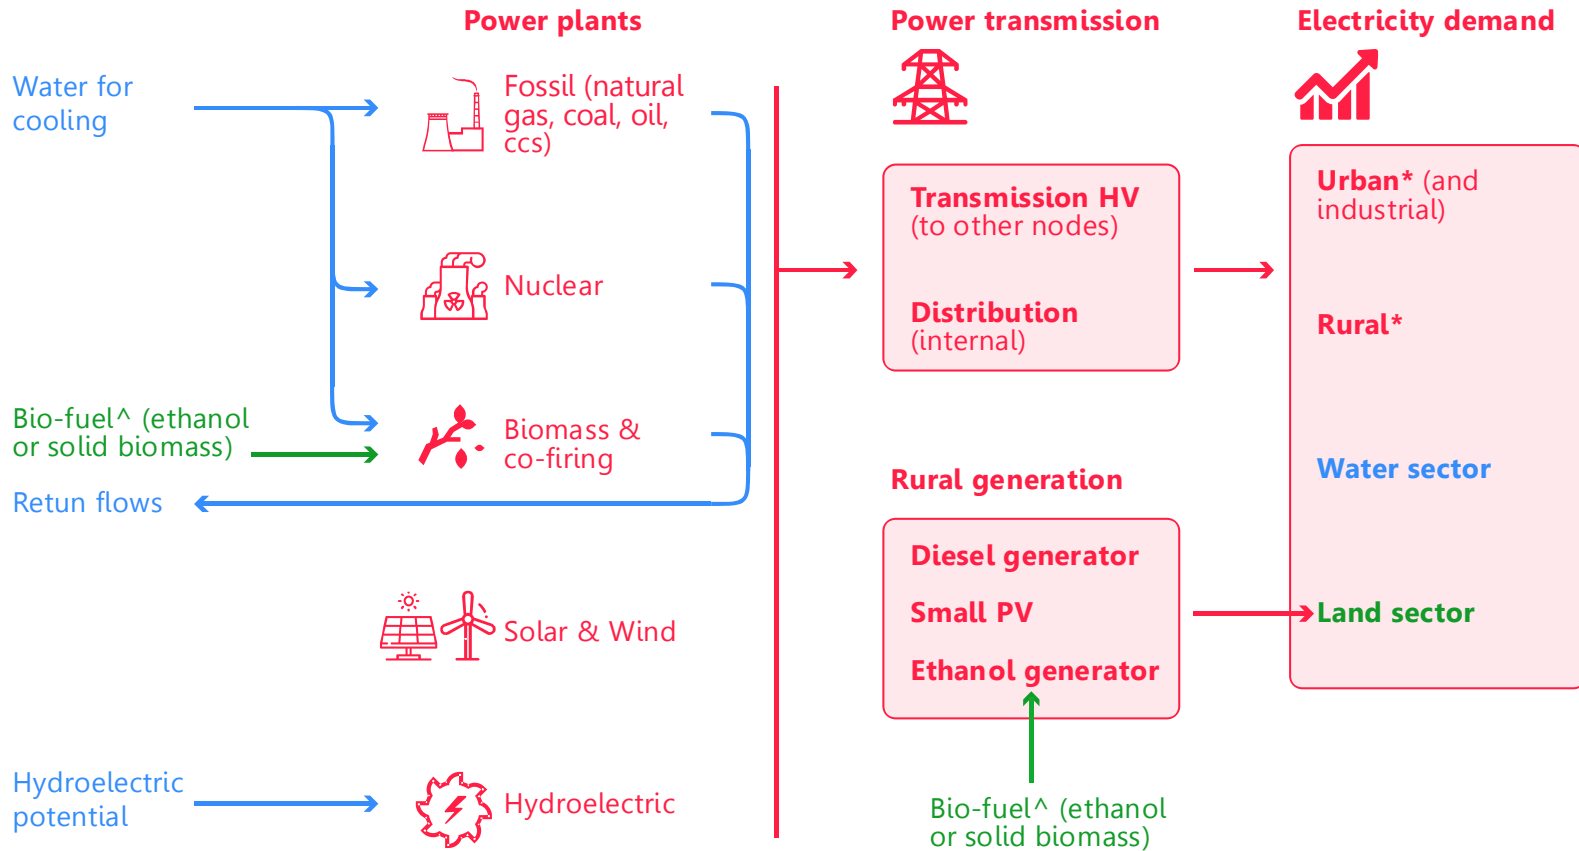 Power plants
Power transmission
Electricity demand
Water for
cooling
Fossil (natural
gas, coal, oil,
ccs)
Nuclear
Bio-fuel^ (ethanol
or solid biomass)
Biomass &
co-firing
Retun flows
Solar & Wind
Hydroelectric
potential
Hydroelectric
Transmission HV
(to other nodes)
Distribution
(internal)
Rural generation
Diesel generator
Small PV
Ethanol generator
Bio-fuel^ (ethanol
or solid biomass)
Urban* (and
industrial)
Rural*
Water sector
Land sector